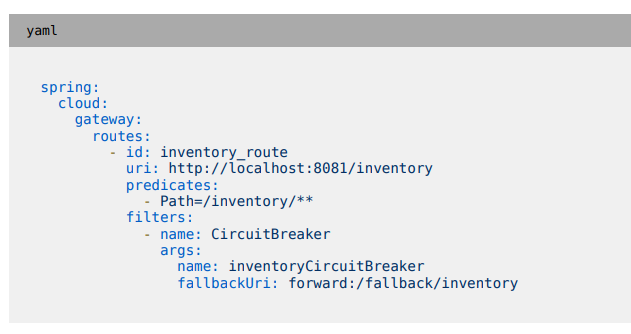 yaml
spring:
  cloud:
    gateway:
      routes:
        - id: inventory_route
          uri: http://localhost:8081/inventory
          predicates:
            - Path=/inventory/**
          filters:
            - name: CircuitBreaker
              args:
                name: inventoryCircuitBreaker
                fallbackUri: forward:/fallback/inventory